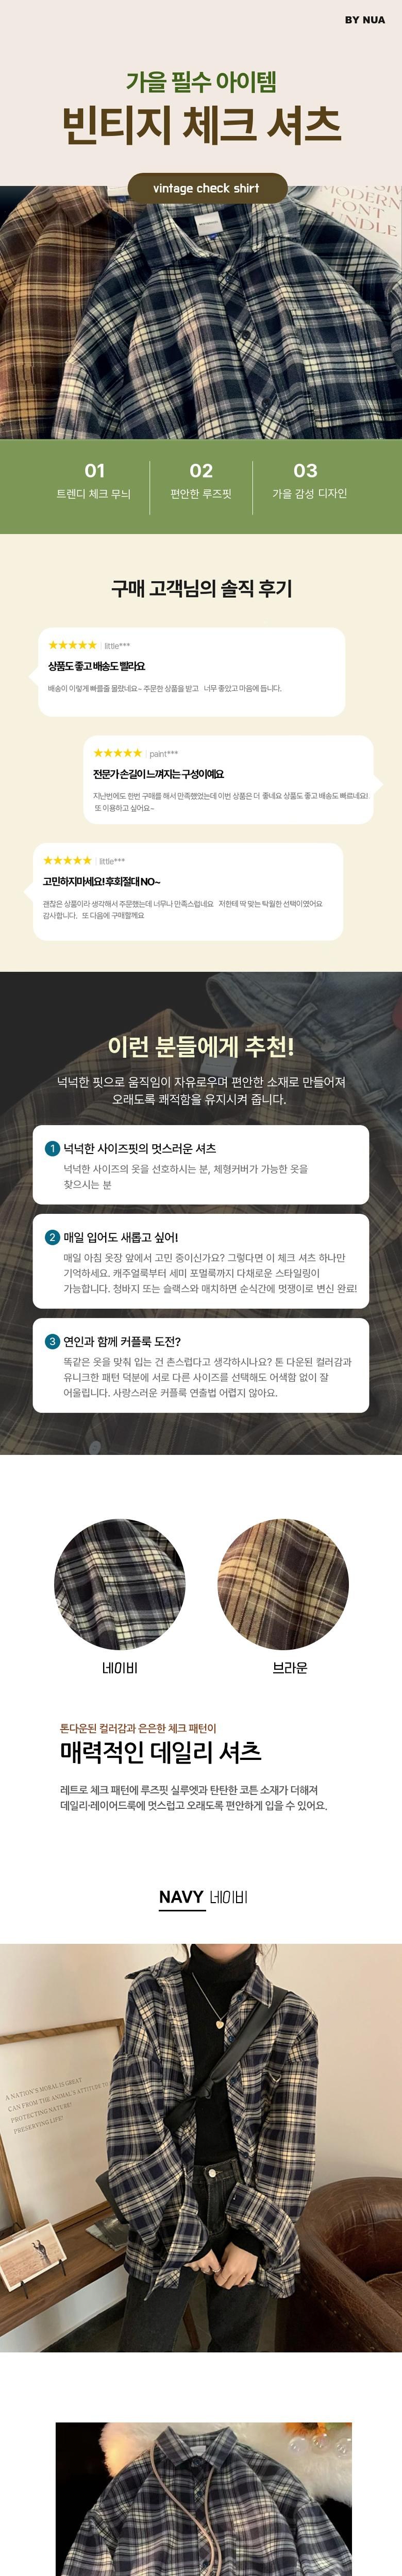 BY NUA
가을 필수 아이템
빈티지 체크 셔츠
vintage check shirt
MODERN
FONT
01
02
03
트렌디 체크 무늬
편안한 루즈핏
가을 감성 디자인
구매 고객님의 솔직 후기
★★★★★ | little***
상품도 좋고 배송도 빨라요
배송이 이렇게 빠를줄 몰랐네요~ 주문한 상품을 받고 너무 좋았고 마음에 듭니다.
★★★★★ | paint***
전문가 손길이 느껴지는 구성이예요
지난번에도 한번 구매를 해서 만족했었는데 이번 상품은 더 좋네요 상품도 좋고 배송도 빠르네요!
또 이용하고 싶어요~
★★★★★ | little***
고민하지마세요! 후회절대 NO~
괜찮은 상품이라 생각해서 주문했는데 너무나 만족스럽네요 저한테 딱 맞는 탁월한 선택이였어요
감사합니다. 또 다음에 구매할께요
이런 분들에게 추천!
넉넉한 핏으로 움직임이 자유로우며 편안한 소재로 만들어져
오래도록 쾌적함을 유지시켜 줍니다.
1 넉넉한 사이즈핏의 멋스러운 셔츠
넉넉한 사이즈의 옷을 선호하시는 분, 체형커버가 가능한 옷을
찾으시는 분
2 매일 입어도 새롭고 싶어!
매일 아침 옷장 앞에서 고민 중이신가요? 그렇다면 이 체크 셔츠 하나만
기억하세요. 캐주얼룩부터 세미 포멀룩까지 다채로운 스타일링이
가능합니다. 청바지 또는 슬랙스와 매치하면 순식간에 멋쟁이로 변신 완료!
3 연인과 함께 커플룩 도전?
똑같은 옷을 맞춰 입는 건 촌스럽다고 생각하시나요? 톤 다운된 컬러감과
유니크한 패턴 덕분에 서로 다른 사이즈를 선택해도 어색함 없이 잘
어울립니다. 사랑스러운 커플룩 연출법 어렵지 않아요.
네이비
브라운
톤다운된 컬러감과 은은한 체크 패턴이
매력적인 데일리 셔츠
레트로 체크 패턴에 루즈핏 실루엣과 탄탄한 코튼 소재가 더해져
데일리·레이어드룩에 멋스럽고 오래도록 편안하게 입을 수 있어요.
NAVY 네이비
A NATION'S MORAL IS GREAT
CAN FROM THE ANIMAL'S ATTITUDE TO
PROTECTING NATURE!
PRESERVING LIFE!